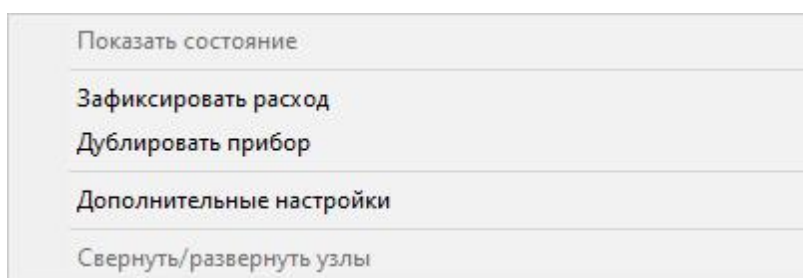 Показать состояние
Зафиксировать расход
Дублировать прибор
Дополнительные настройки
Свернуть/развернуть узлы